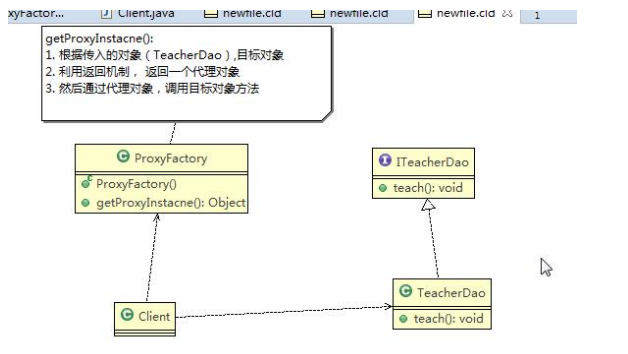 xyFactor...
Client.java
newfile.cld
newfile.cld
newfile.cld
1
getProxyInstacne():
1. 根据传入的对象（TeacherDao）,目标对象
2. 利用返回机制， 返回一个代理对象
3. 然后通过代理对象，调用目标对象方法
ProxyFactory
ProxyFactory()
getProxyInstacne(): Object
ITeacherDao
teach(): void
TeacherDao
teach(): void
Client